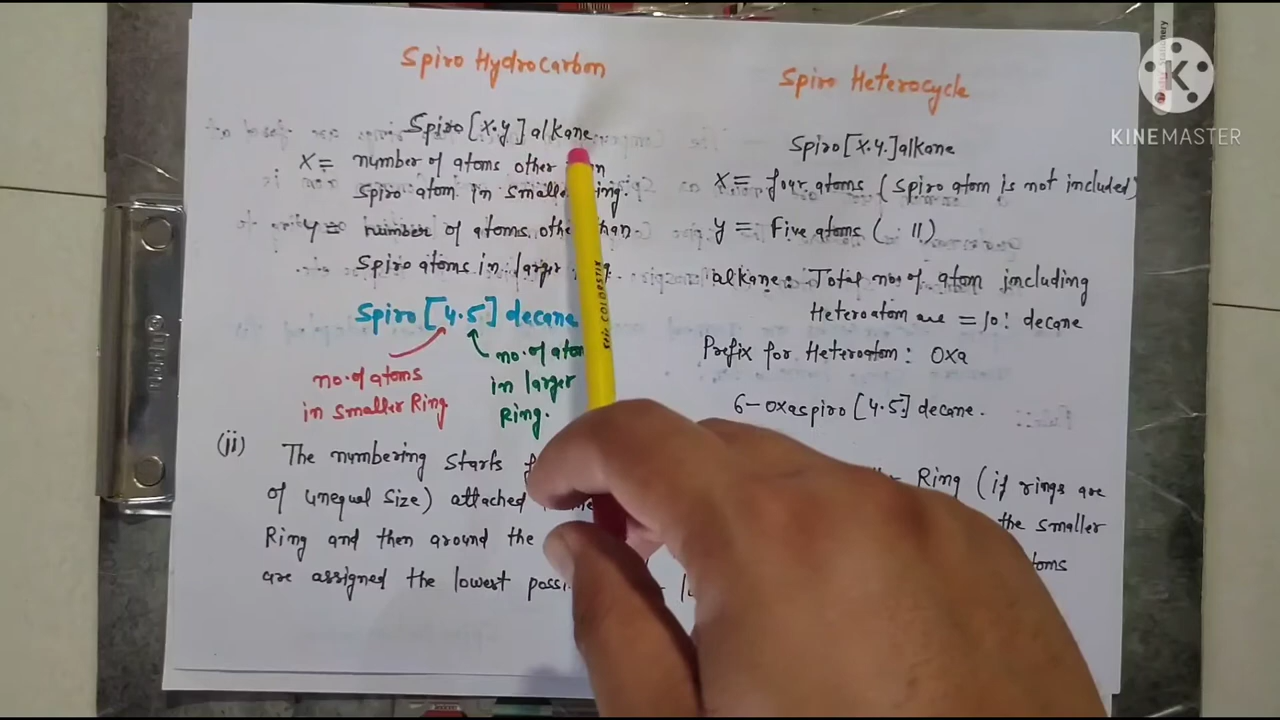 Spiro Hydrocarbon
Spiro [x.y] alkane
x = number of atoms other
Spiro atom in smaller ring.
y = number of atoms other than
Spiro atoms in larger
Spiro [4.5] decane
no. of atoms
in smaller Ring
no. of atom
in larger
Ring.
Spiro Heterocycle
Spiro [x.y.] alkane
x = four atoms (spiro atom is not included)
y = Five atoms ( 11)
alkane: Total no. of atom including
Heteroatom are = 10: decane
Prefix for Heteroatom: oxa
6-oxaspiro [4.5] decane.
(ii) The numbering starts Ring (if rings are
of unequal size) attached the smaller
Ring and then around the
are assigned the lowest
KINEMASTER